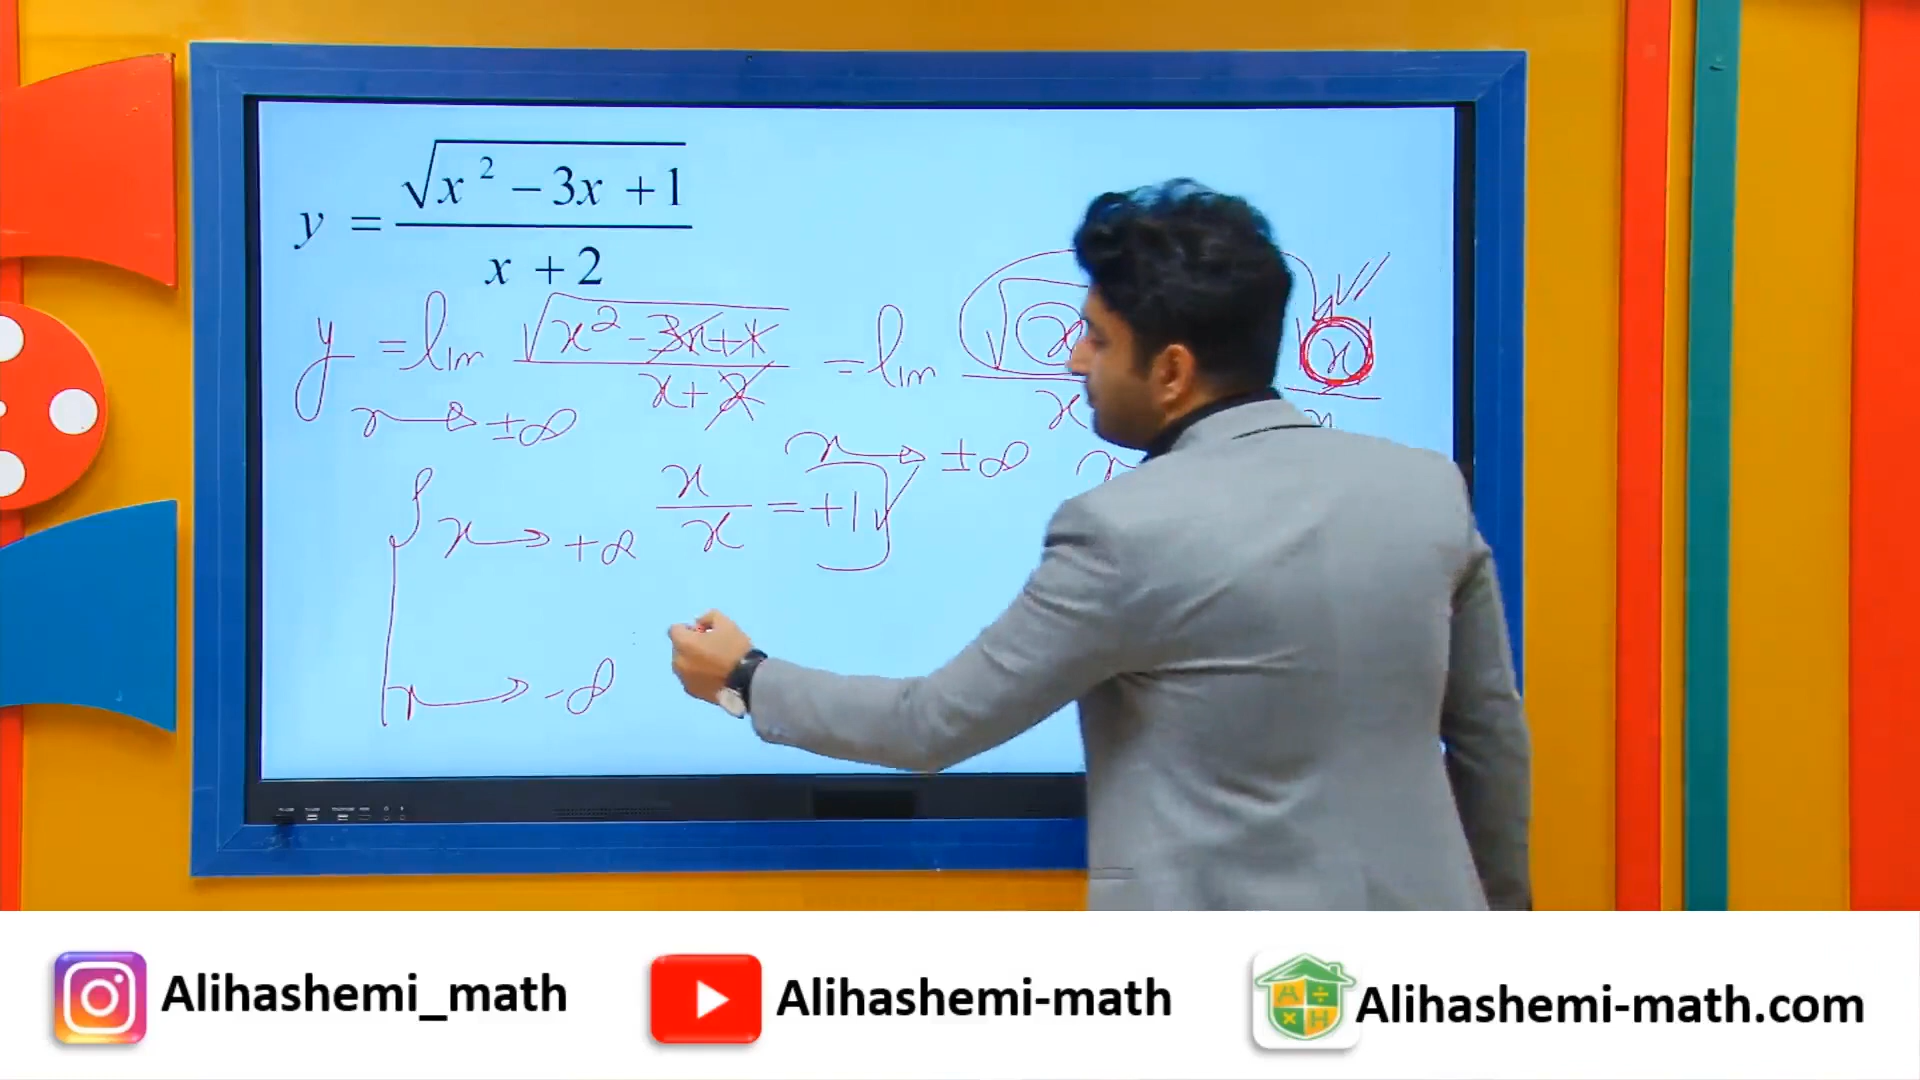 y = √(x² − 3x + 1) / (x + 2)
y = lim √(x² − 3x + 1) / (x + 2) = lim √x / x |x| / x
x → ±∞ x → ±∞ x
x → +∞ x/x = +1
x → −∞
Alihashemi_math
Alihashemi-math
Alihashemi-math.com